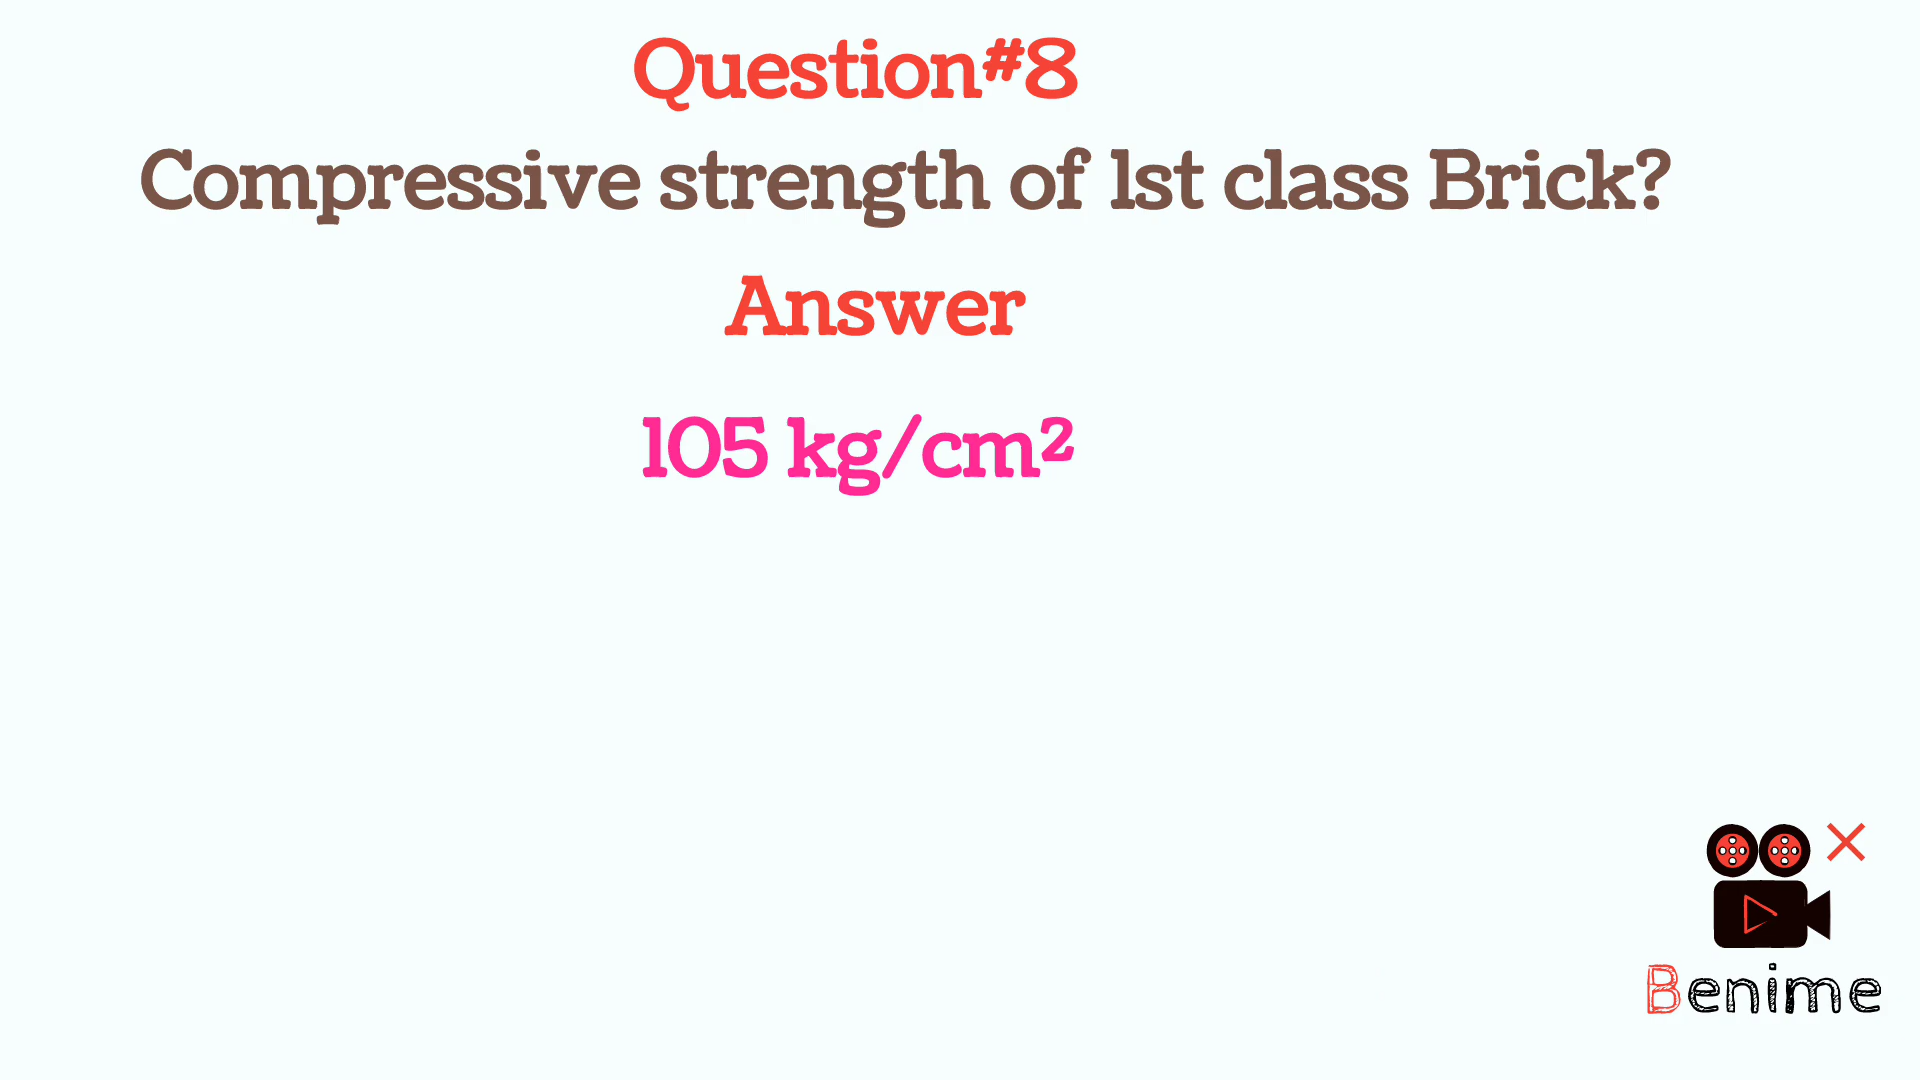 Question#8
Compressive strength of 1st class Brick?
Answer
105 kg/cm²
Benime